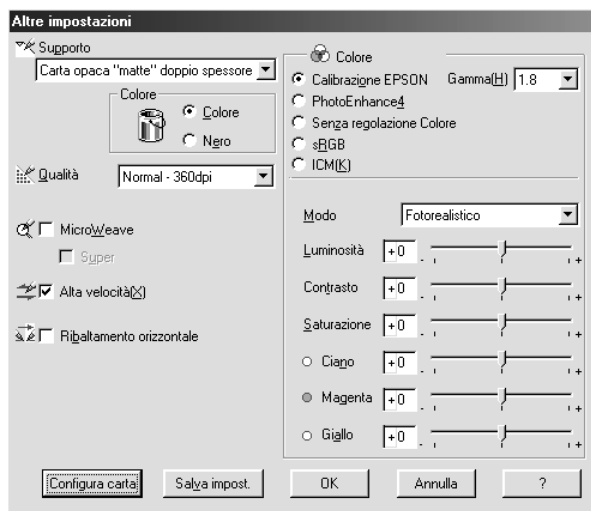 Altre impostazioni
Supporto
Carta opaca "matte" doppio spessore
Colore
Colore
Nero
Qualità
Normal - 360dpi
MicroWeave
Super
Alta velocità(X)
Ribaltamento orizzontale
Colore
Calibrazione EPSON Gamma(H) 1.8
PhotoEnhance4
Senza regolazione Colore
sRGB
ICM(K)
Modo Fotorealistico
Luminosità +0 - +
Contrasto +0 - +
Saturazione +0 - +
Ciano +0 - +
Magenta +0 - +
Giallo +0 - +
Configura carta Salva impost. OK Annulla ?